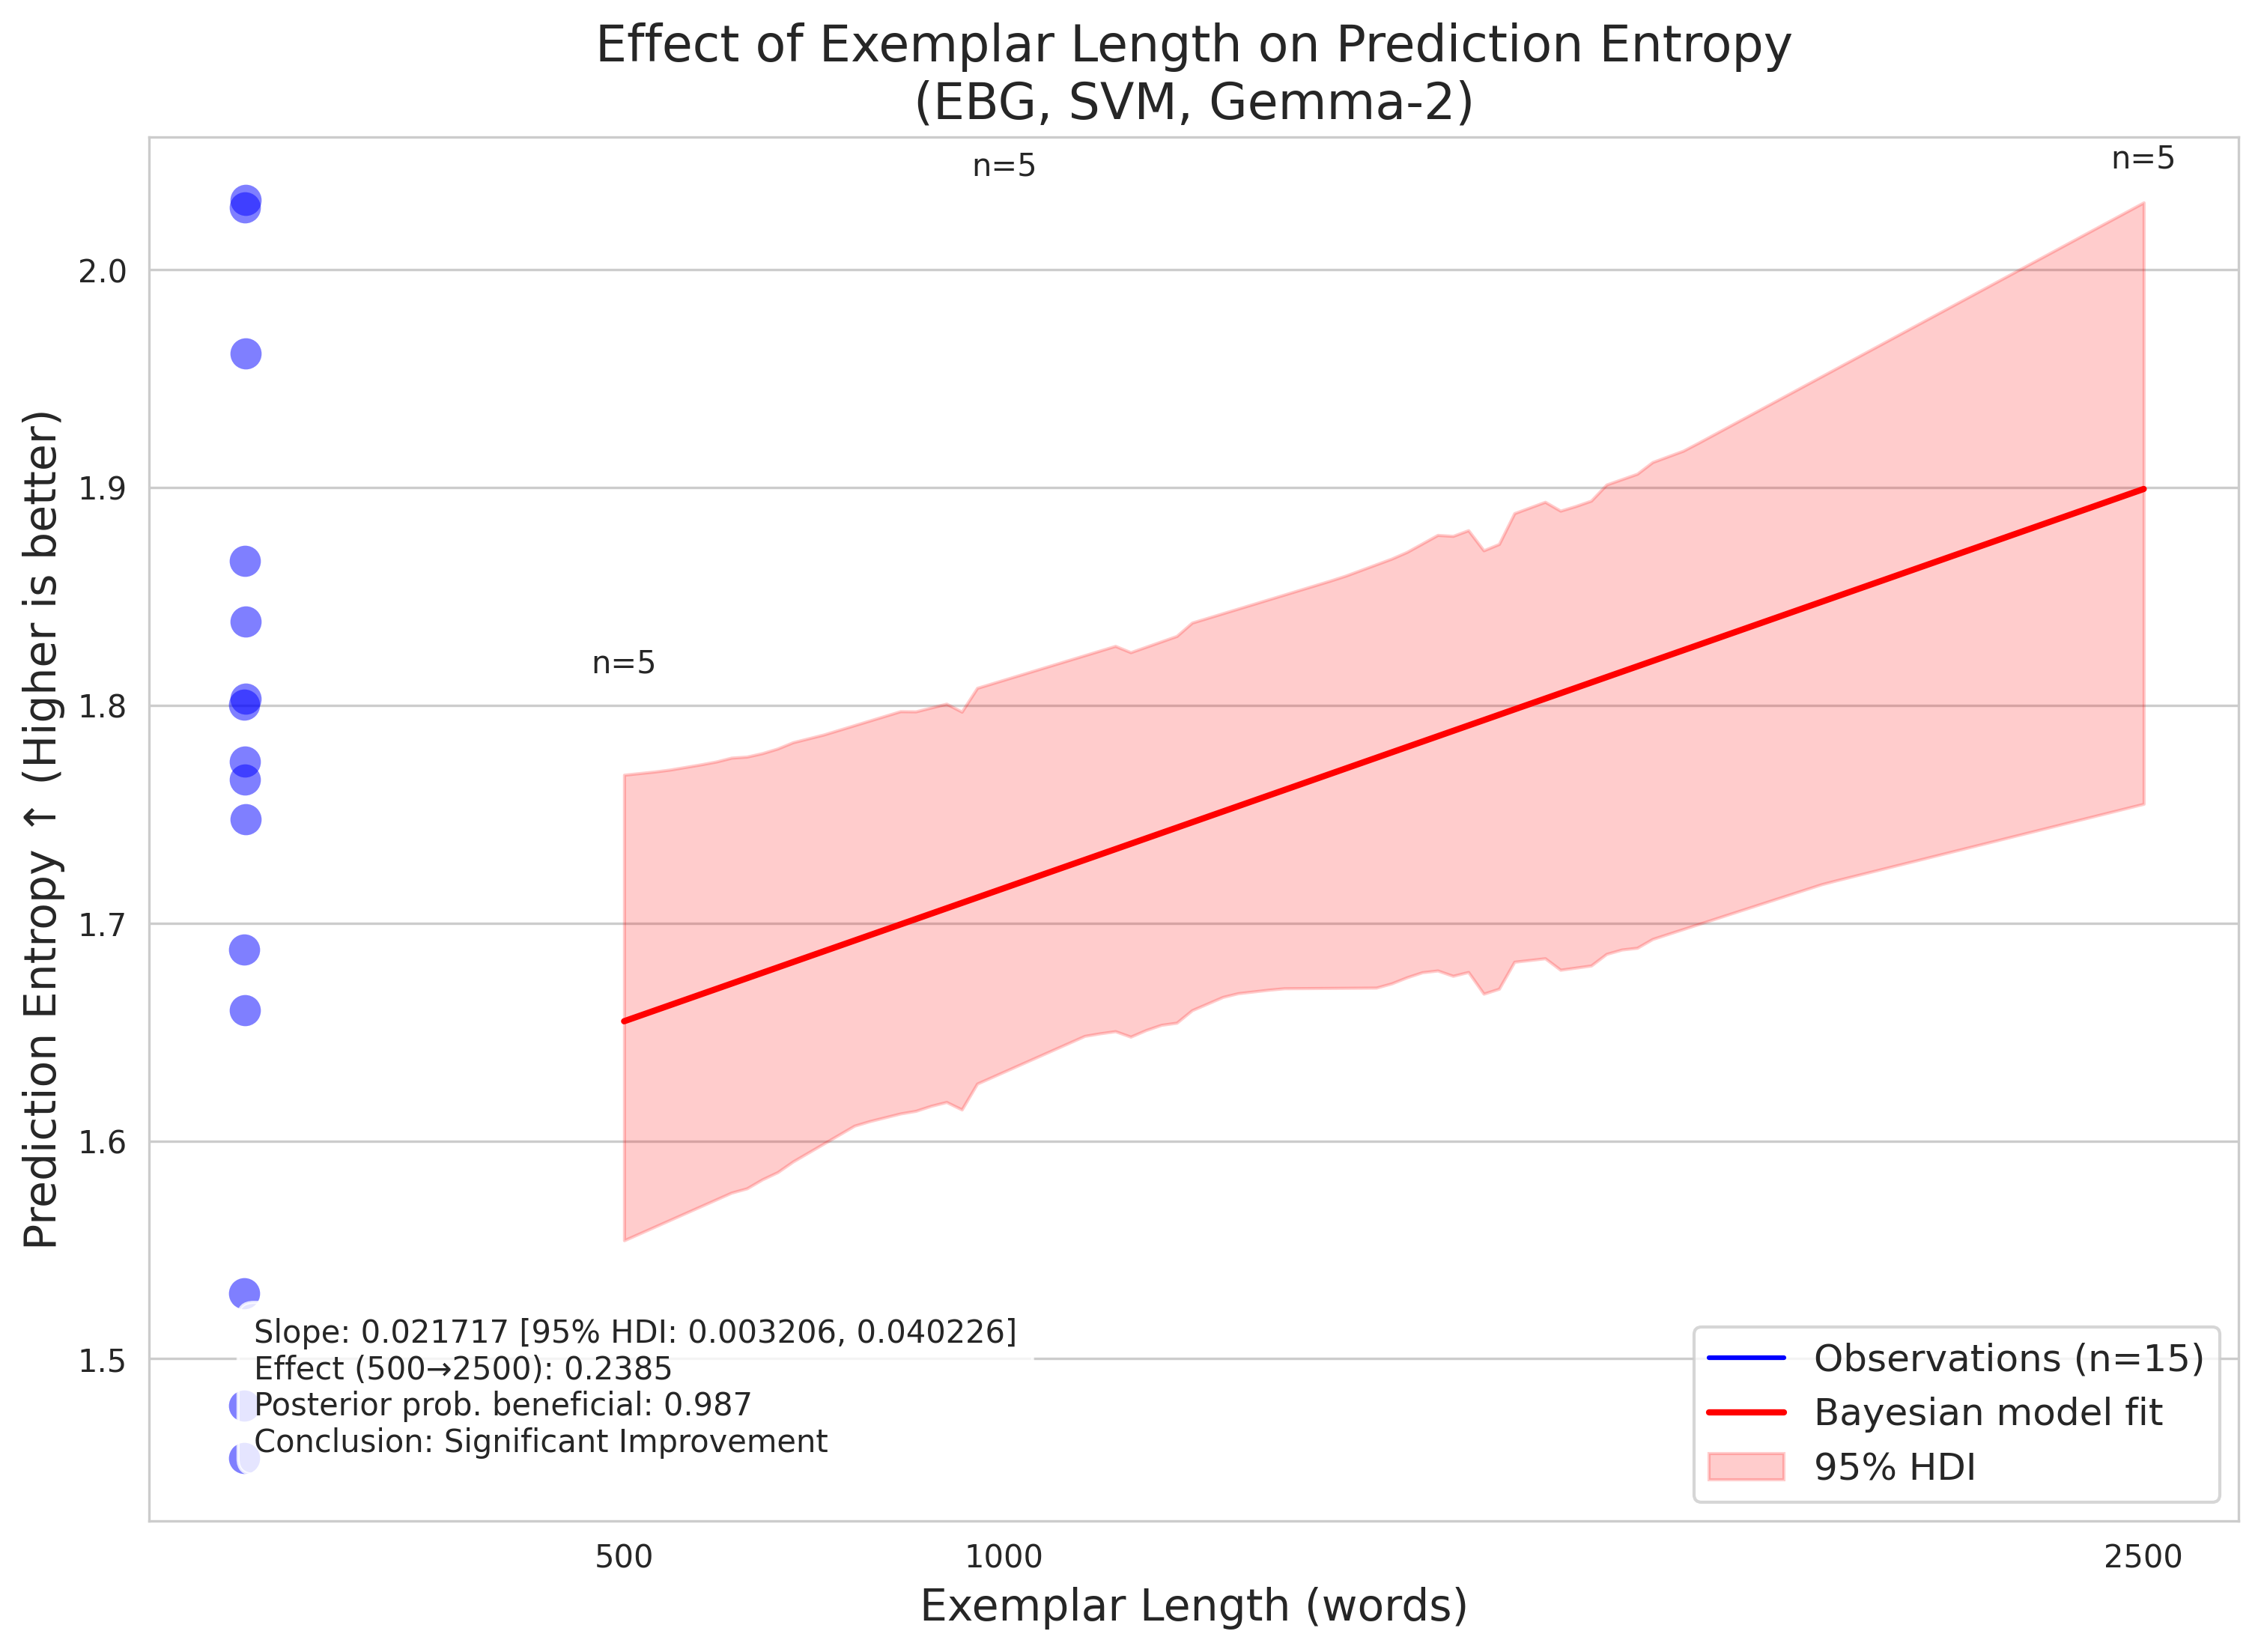 Effect of Exemplar Length on Prediction Entropy
(EBG, SVM, Gemma-2)
n=5
n=5
n=5
Prediction Entropy ↑ (Higher is better)
2.0
1.9
1.8
1.7
1.6
1.5
Slope: 0.021717 [95% HDI: 0.003206, 0.040226]
Effect (500→2500): 0.2385
Posterior prob. beneficial: 0.987
Conclusion: Significant Improvement
Observations (n=15)
Bayesian model fit
95% HDI
500
1000
2500
Exemplar Length (words)